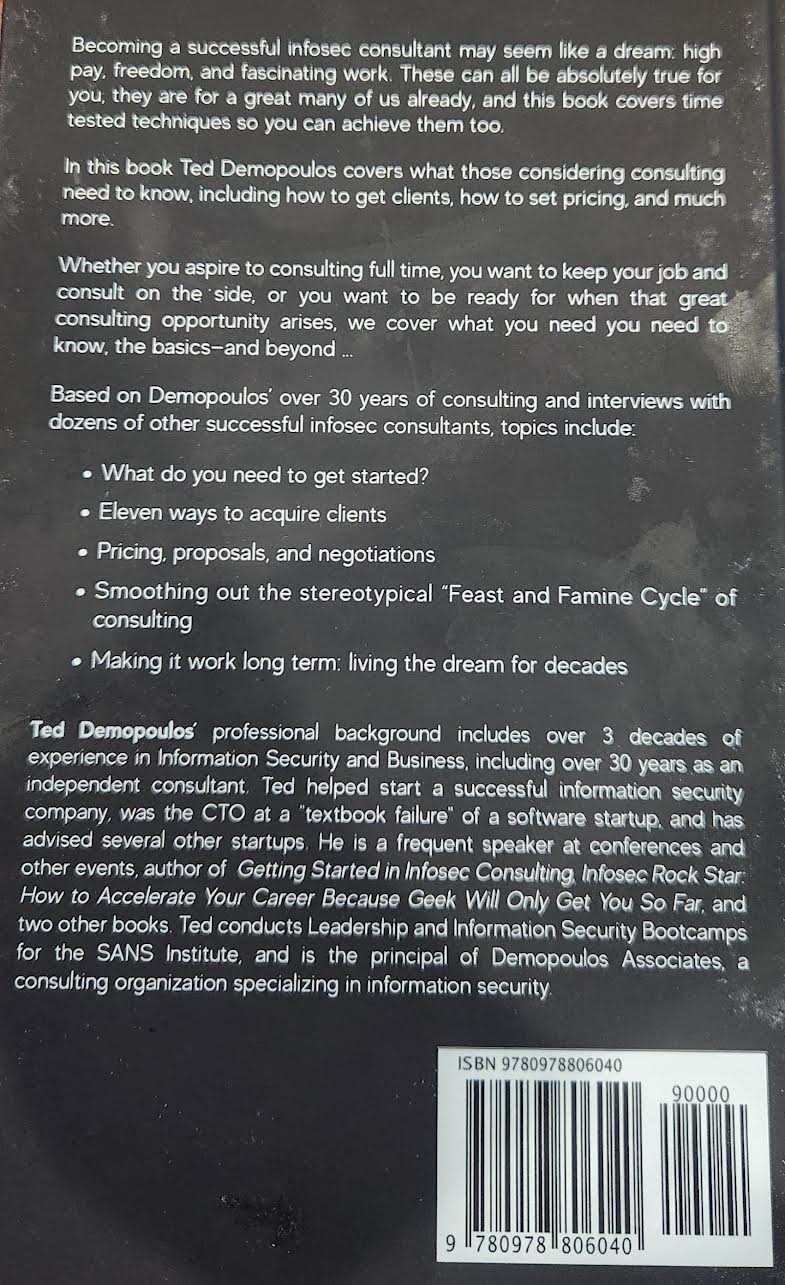 Becoming a successful infosec consultant may seem like a dream: high
pay, freedom, and fascinating work. These can all be absolutely true for
you, they are for a great many of us already, and this book covers time
tested techniques so you can achieve them too.
In this book Ted Demopoulos covers what those considering consulting
need to know, including how to get clients, how to set pricing, and much
more.
Whether you aspire to consulting full time, you want to keep your job and
consult on the side, or you want to be ready for when that great
consulting opportunity arises, we cover what you need you need to
know, the basics—and beyond ...
Based on Demopoulos' over 30 years of consulting and interviews with
dozens of other successful infosec consultants, topics include:
• What do you need to get started?
• Eleven ways to acquire clients
• Pricing, proposals, and negotiations
• Smoothing out the stereotypical "Feast and Famine Cycle" of
consulting
• Making it work long term: living the dream for decades
Ted Demopoulos' professional background includes over 3 decades of
experience in Information Security and Business, including over 30 years as an
independent consultant. Ted helped start a successful information security
company, was the CTO at a "textbook failure" of a software startup, and has
advised several other startups. He is a frequent speaker at conferences and
other events, author of Getting Started in Infosec Consulting, Infosec Rock Star:
How to Accelerate Your Career Because Geek Will Only Get You So Far, and
two other books. Ted conducts Leadership and Information Security Bootcamps
for the SANS Institute, and is the principal of Demopoulos Associates, a
consulting organization specializing in information security.
ISBN 9780978806040
90000
9 780978 806040